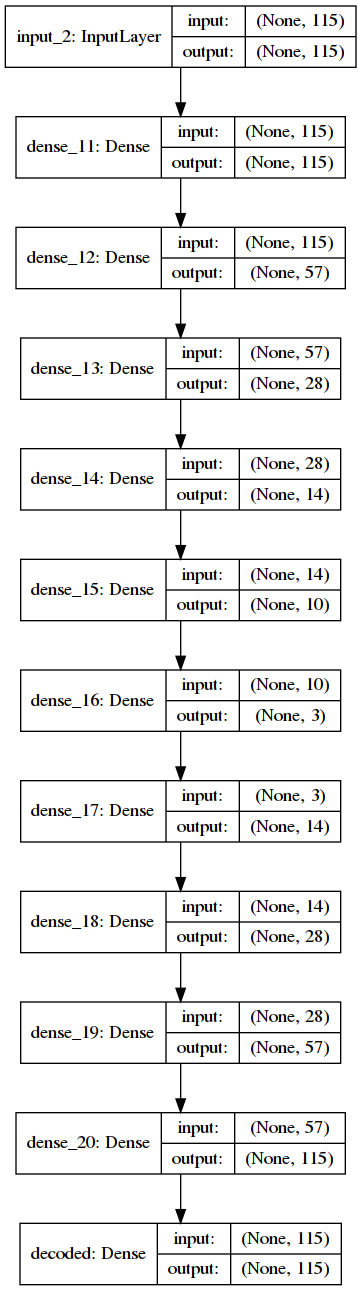 input_2: InputLayer input: (None, 115)
output: (None, 115)
dense_11: Dense input: (None, 115)
output: (None, 115)
dense_12: Dense input: (None, 115)
output: (None, 57)
dense_13: Dense input: (None, 57)
output: (None, 28)
dense_14: Dense input: (None, 28)
output: (None, 14)
dense_15: Dense input: (None, 14)
output: (None, 10)
dense_16: Dense input: (None, 10)
output: (None, 3)
dense_17: Dense input: (None, 3)
output: (None, 14)
dense_18: Dense input: (None, 14)
output: (None, 28)
dense_19: Dense input: (None, 28)
output: (None, 57)
dense_20: Dense input: (None, 57)
output: (None, 115)
decoded: Dense input: (None, 115)
output: (None, 115)